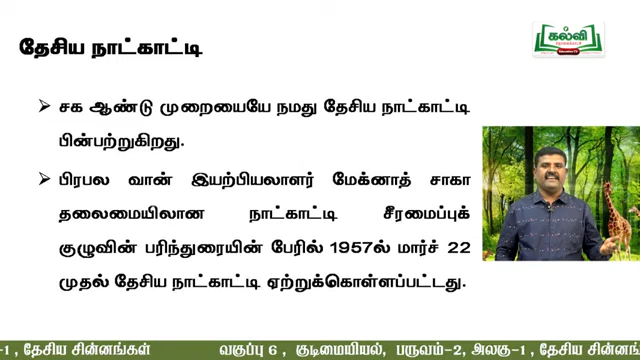 தேசிய நாட்காட்டி
கல்வி
➢ சக ஆண்டு முறையையே நமது தேசிய நாட்காட்டி
பின்பற்றுகிறது.
➢ பிரபல வான் இயற்பியலாளர் மேக்னாத் சாகா
தலைமையிலான நாட்காட்டி சீரமைப்புக்
குழுவின் பரிந்துரையின் பேரில் 1957ல் மார்ச் 22
முதல் தேசிய நாட்காட்டி ஏற்றுக்கொள்ளப்பட்டது.
-1 , தேசிய சின்னங்கள் வகுப்பு 6 , குடிமையியல், பருவம்-2, அலகு-1 , தேசிய சின்னங்